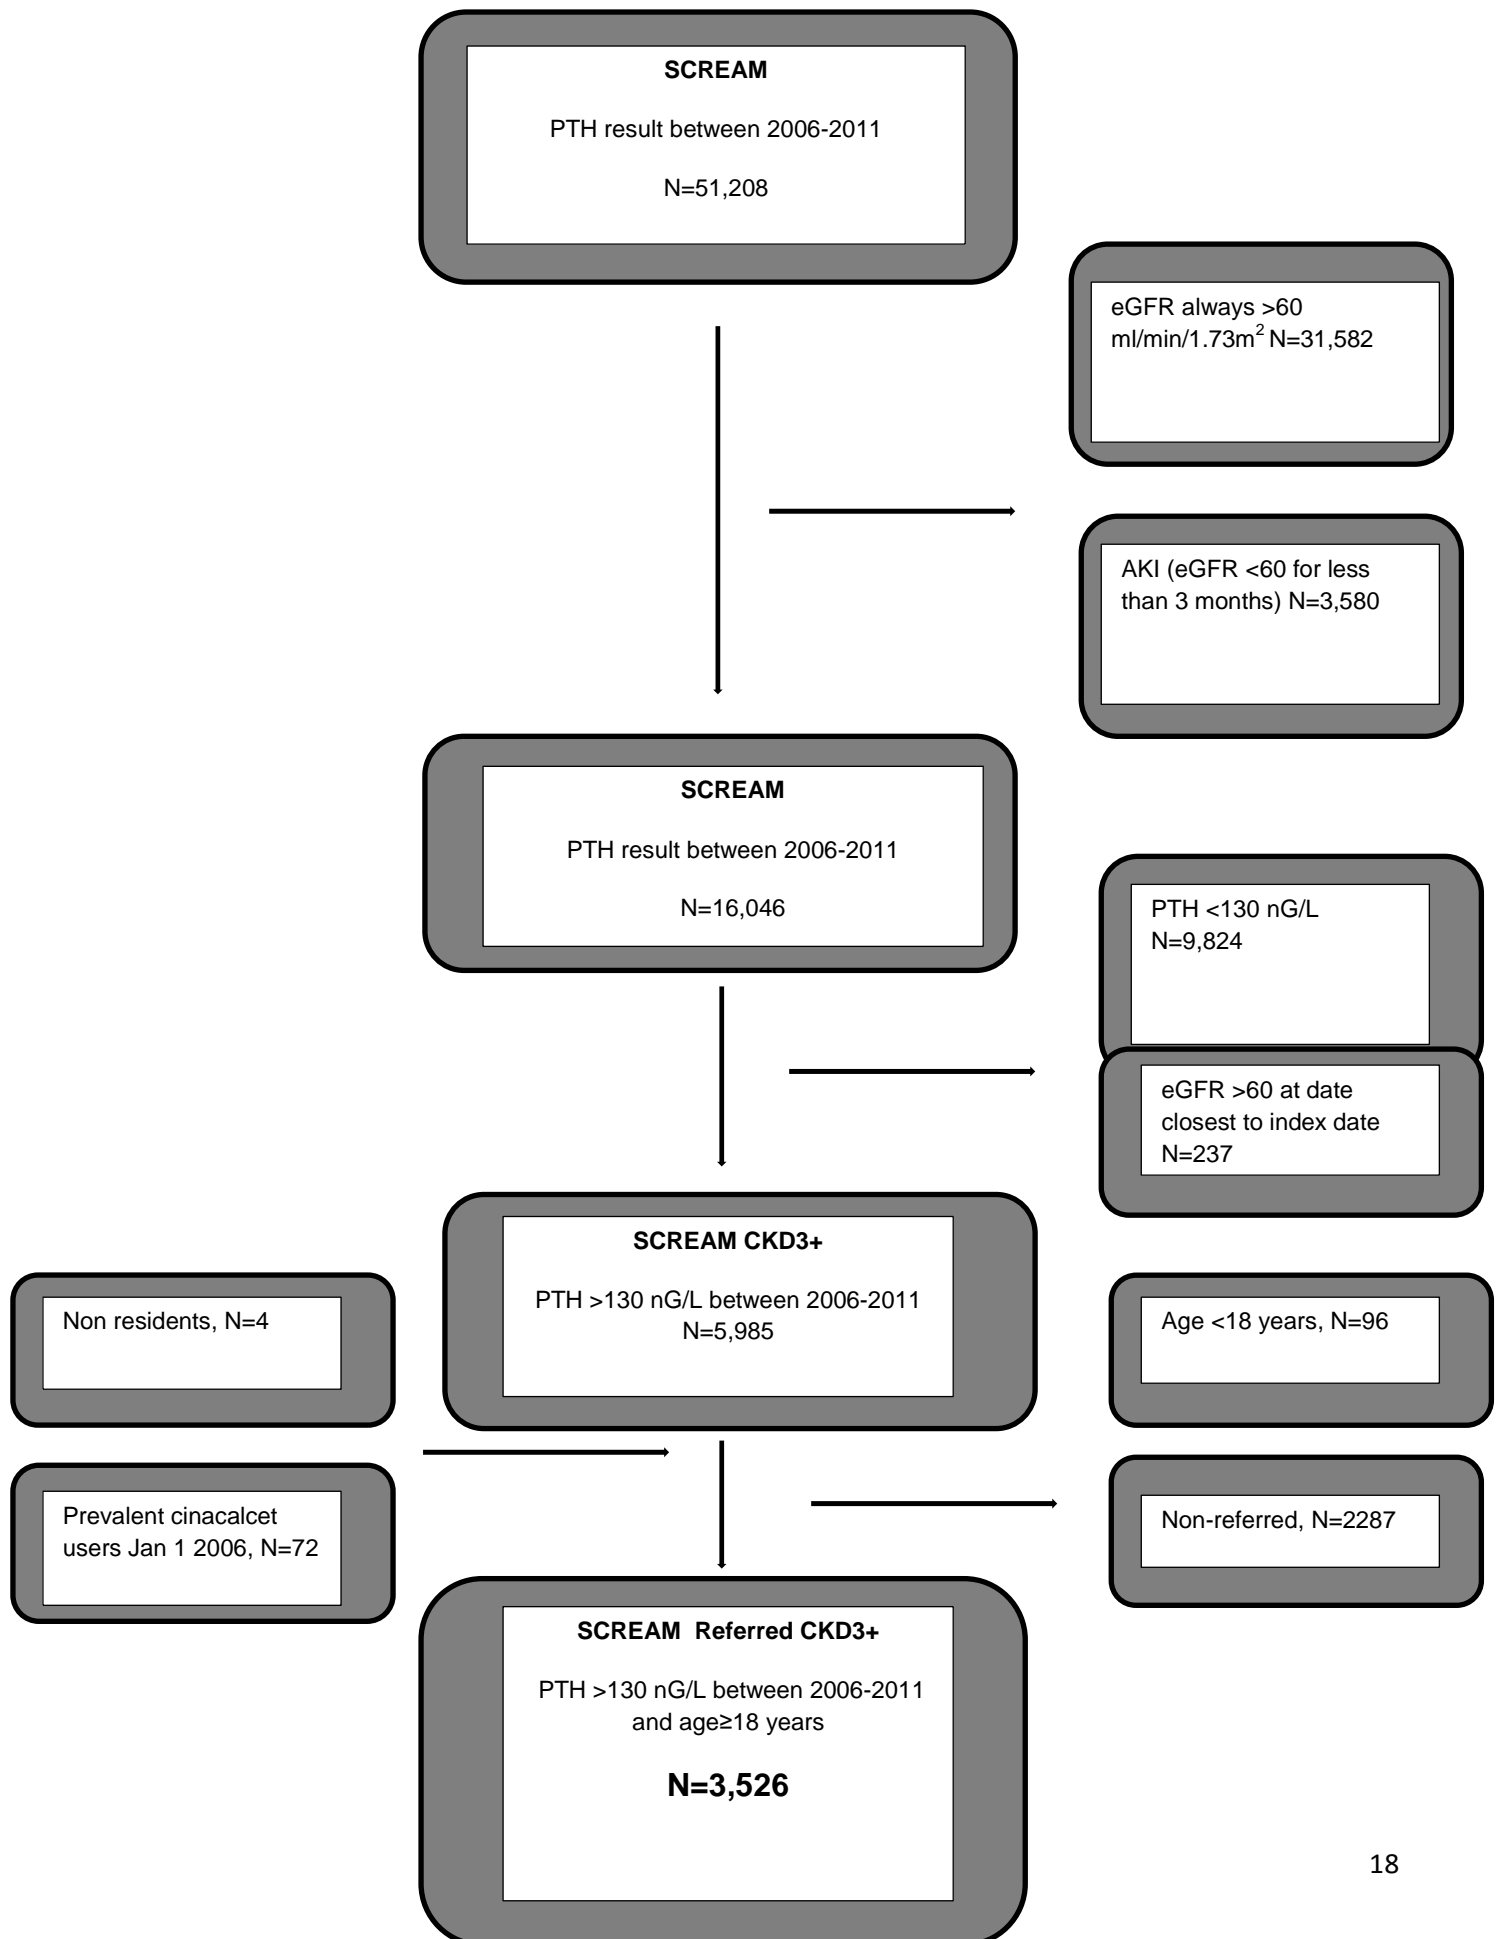 SCREAM
PTH result between 2006-2011
N=51,208
eGFR always >60
ml/min/1.73m² N=31,582
AKI (eGFR <60 for less
than 3 months) N=3,580
SCREAM
PTH result between 2006-2011
N=16,046
PTH <130 nG/L
N=9,824
eGFR >60 at date
closest to index date
N=237
SCREAM CKD3+
PTH >130 nG/L between 2006-2011
N=5,985
Non residents, N=4
Age <18 years, N=96
Prevalent cinacalcet
users Jan 1 2006, N=72
Non-referred, N=2287
SCREAM  Referred CKD3+
PTH >130 nG/L between 2006-2011
and age≥18 years
N=3,526
18